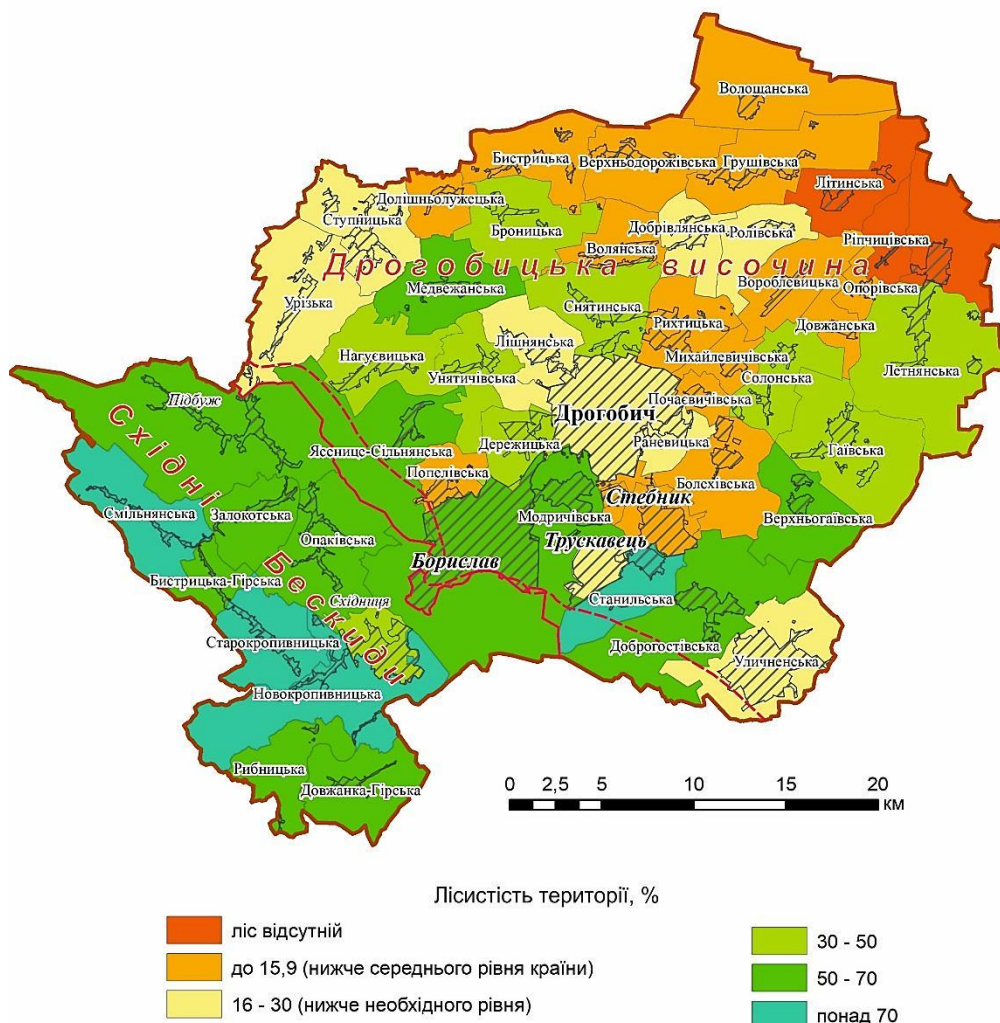 Волощанська
Бистрицька
Верхньодорожівська
Грушівська
Літинська
Долішньолужецька
Ступницька
Броницька
Добрівлянська
Ролівська
Ріпчицівська
Волянська
Дрогобицька височина
Медвежанська
Вороблевицька
Опорівська
Урізька
Снятинська
Рихтицька
Довжанська
Лішнянська
Нагуєвицька
Унятичівська
Михайлевичівська
Летнянська
Солонська
Підбуж
Дрогобич
Почаєвичівська
Східні Бескиди
Дережицька
Раневицька
Гаївська
Ясснице-Сільнянська
Попелівська
Стебник
Болехівська
Смільнянська
Залокотська
Модричівська
Верхньогаївська
Опаківська
Борислав
Трускавець
Бистрицька-Гірська
Східниця
Станильська
Старокропивницька
Доброгостівська
Уличненська
Новокропивницька
Рибницька
Довжанка-Гірська
0 2,5 5 10 15 20
км
Лісистість території, %
ліс відсутній
до 15,9 (нижче середнього рівня країни)
16 - 30 (нижче необхідного рівня)
30 - 50
50 - 70
понад 70